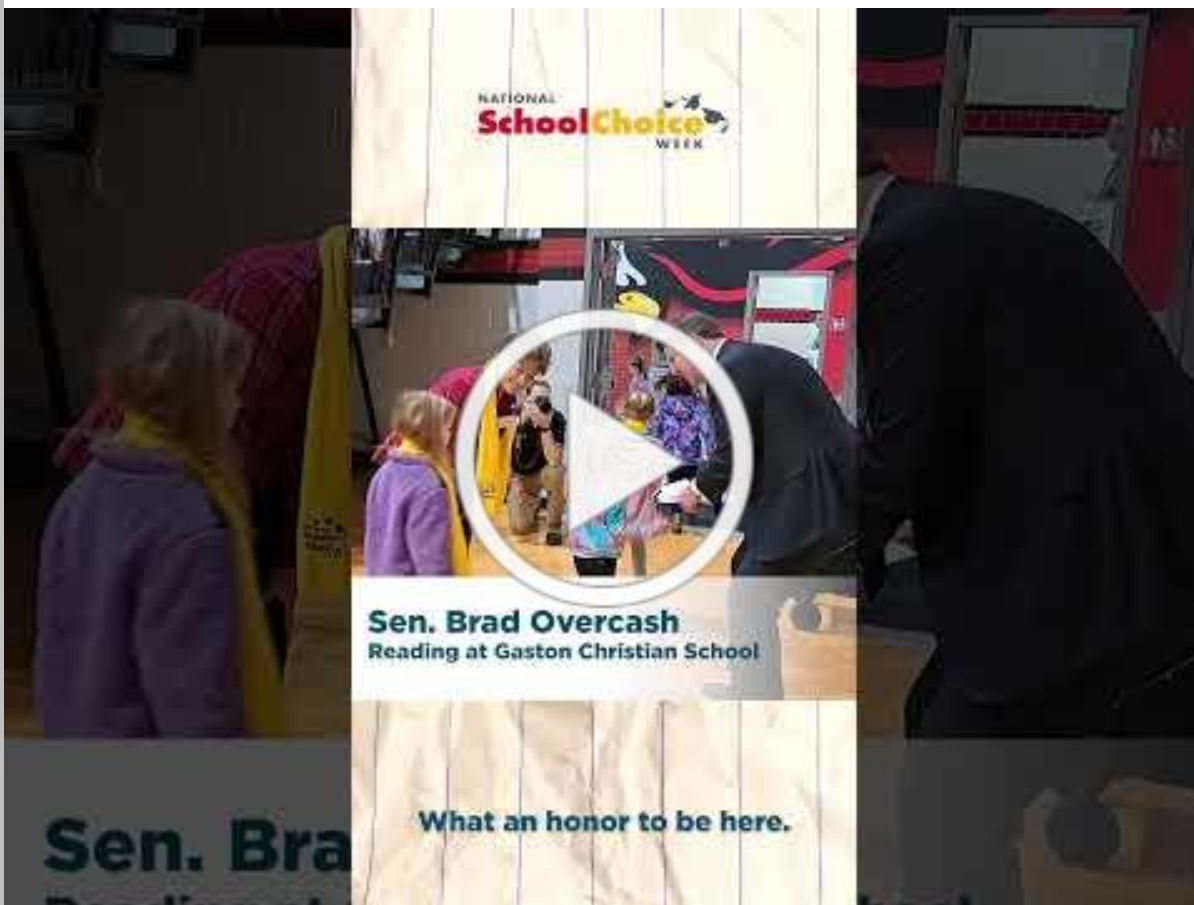 NATIONAL
SchoolChoice
WEEK
Sen. Brad Overcash
Reading at Gaston Christian School
What an honor to be here.
Sen. Bra